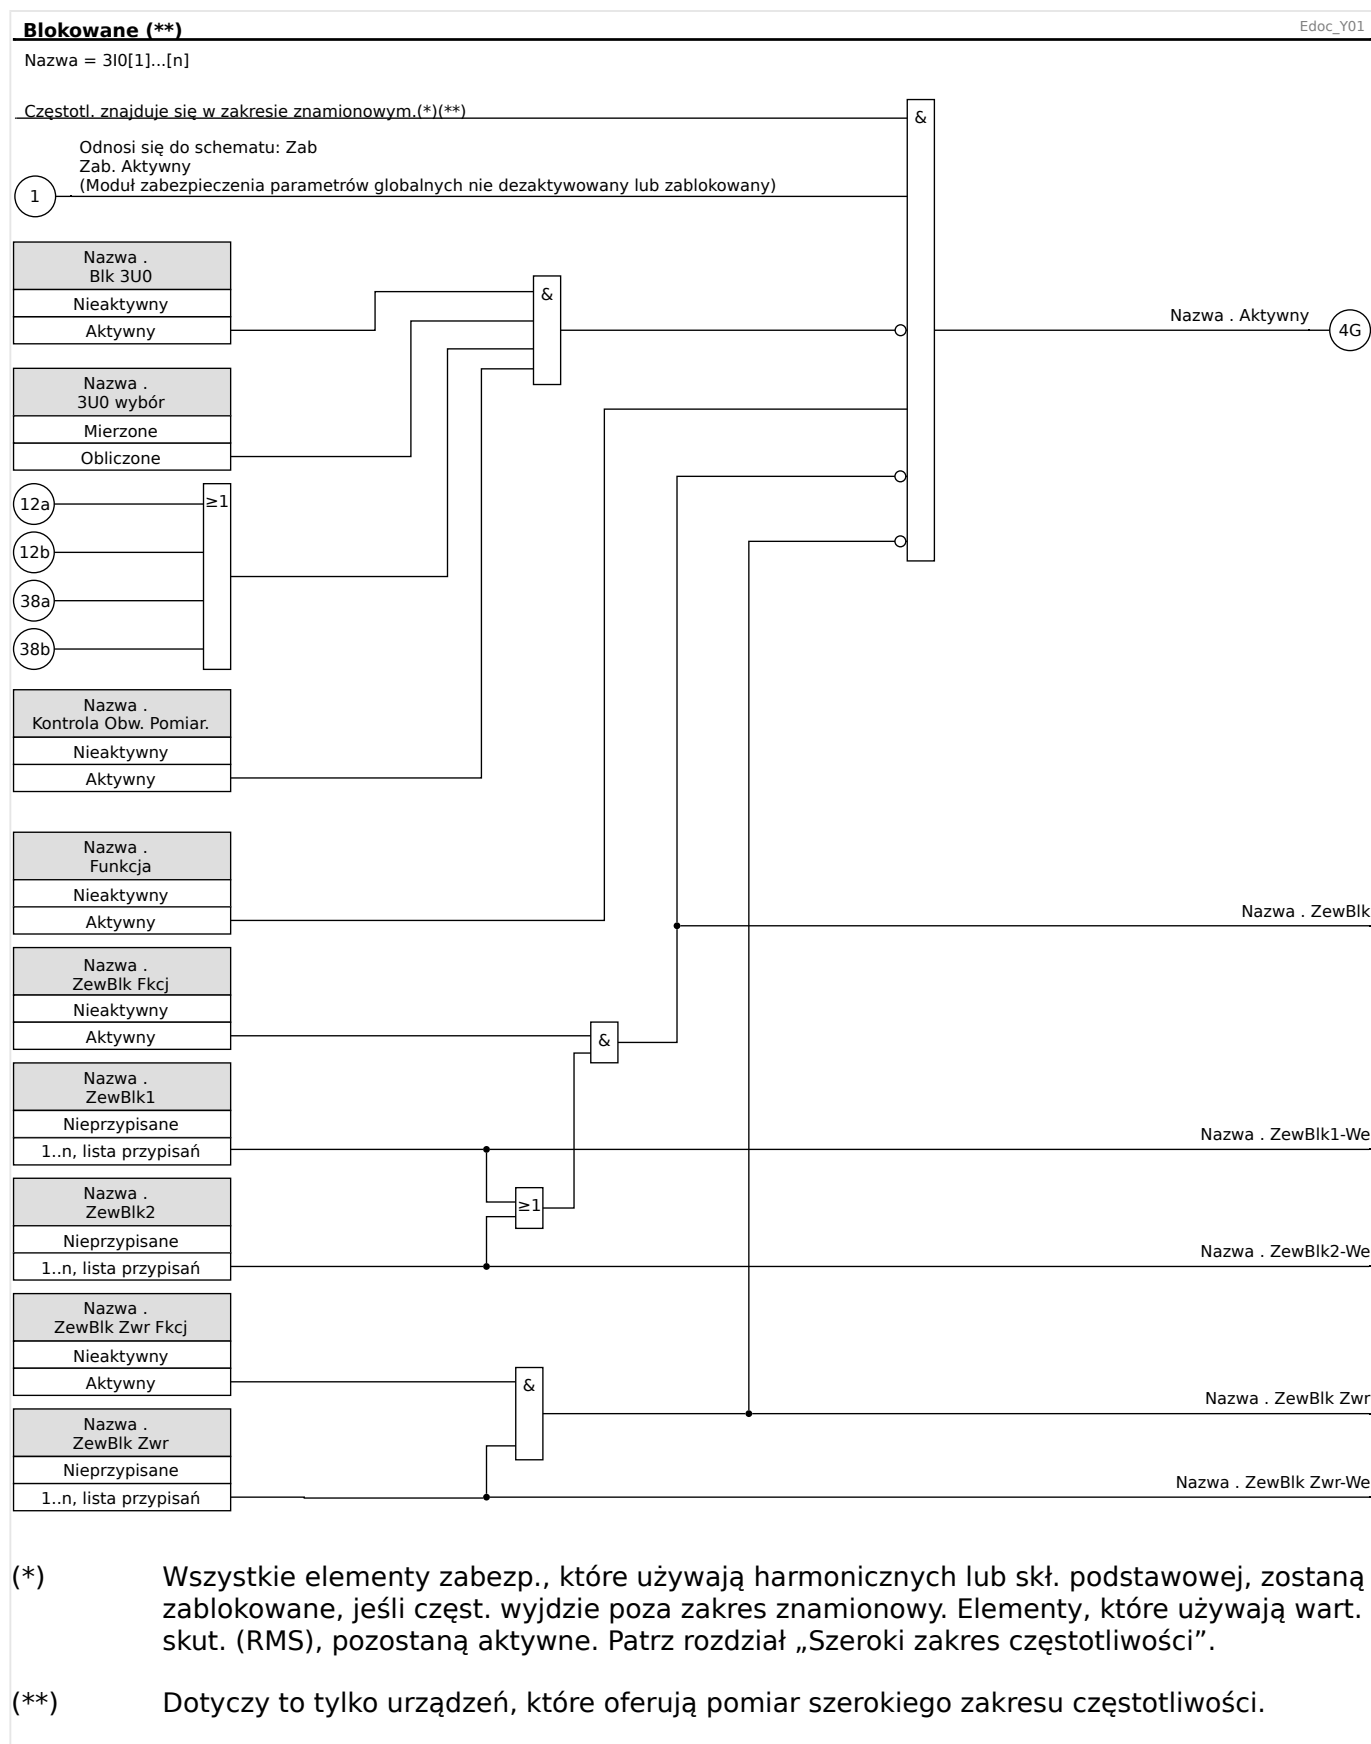 Blokowane (**)
Edoc_Y01
Nazwa = 3I0[1]...[n]
Częstotl. znajduje się w zakresie znamionowym.(*)(**)
&
Odnosi się do schematu: Zab
Zab. Aktywny
(Moduł zabezpieczenia parametrów globalnych nie dezaktywowany lub zablokowany)
1
Nazwa .
Blk 3U0
Nieaktywny
Aktywny
&
Nazwa . Aktywny
4G
Nazwa .
3U0 wybór
Mierzone
Obliczone
12a
≥1
12b
38a
38b
Nazwa .
Kontrola Obw. Pomiar.
Nieaktywny
Aktywny
Nazwa .
Funkcja
Nieaktywny
Aktywny
Nazwa . ZewBlk
Nazwa .
ZewBlk Fkcj
Nieaktywny
Aktywny
&
Nazwa .
ZewBlk1
Nieprzypisane
1..n, lista przypisań
Nazwa . ZewBlk1-We
Nazwa .
ZewBlk2
≥1
Nieprzypisane
1..n, lista przypisań
Nazwa . ZewBlk2-We
Nazwa .
ZewBlk Zwr Fkcj
Nieaktywny
Aktywny
&
Nazwa . ZewBlk Zwr
Nazwa .
ZewBlk Zwr
Nieprzypisane
1..n, lista przypisań
Nazwa . ZewBlk Zwr-We
(*) Wszystkie elementy zabezp., które używają harmonicznych lub skł. podstawowej, zostaną
zablokowane, jeśli częst. wyjdzie poza zakres znamionowy. Elementy, które używają wart.
skut. (RMS), pozostaną aktywne. Patrz rozdział „Szeroki zakres częstotliwości”.
(**) Dotyczy to tylko urządzeń, które oferują pomiar szerokiego zakresu częstotliwości.